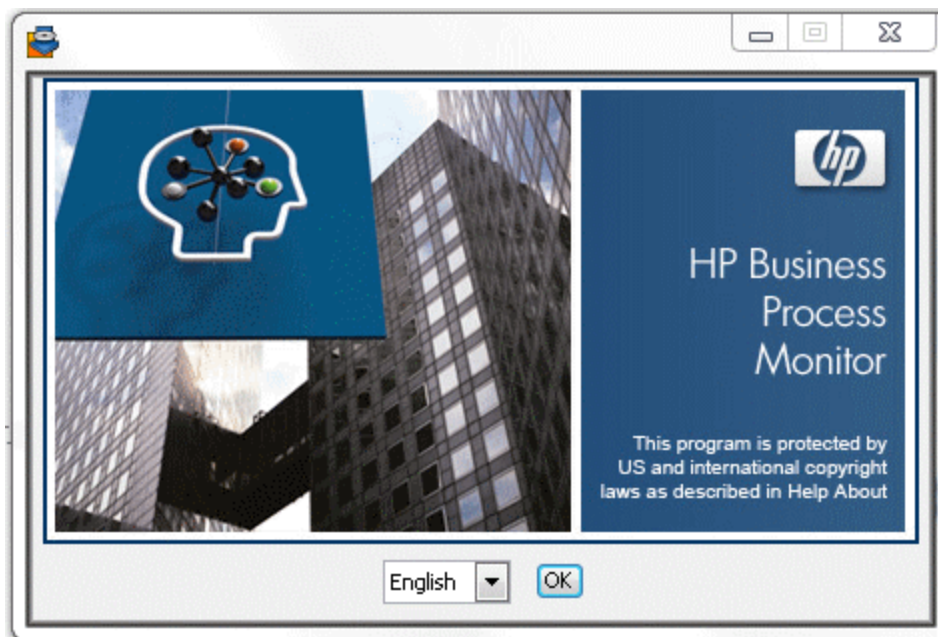 hp
HP Business
Process
Monitor
This program is protected by
US and international copyright
laws as described in Help About
English
OK